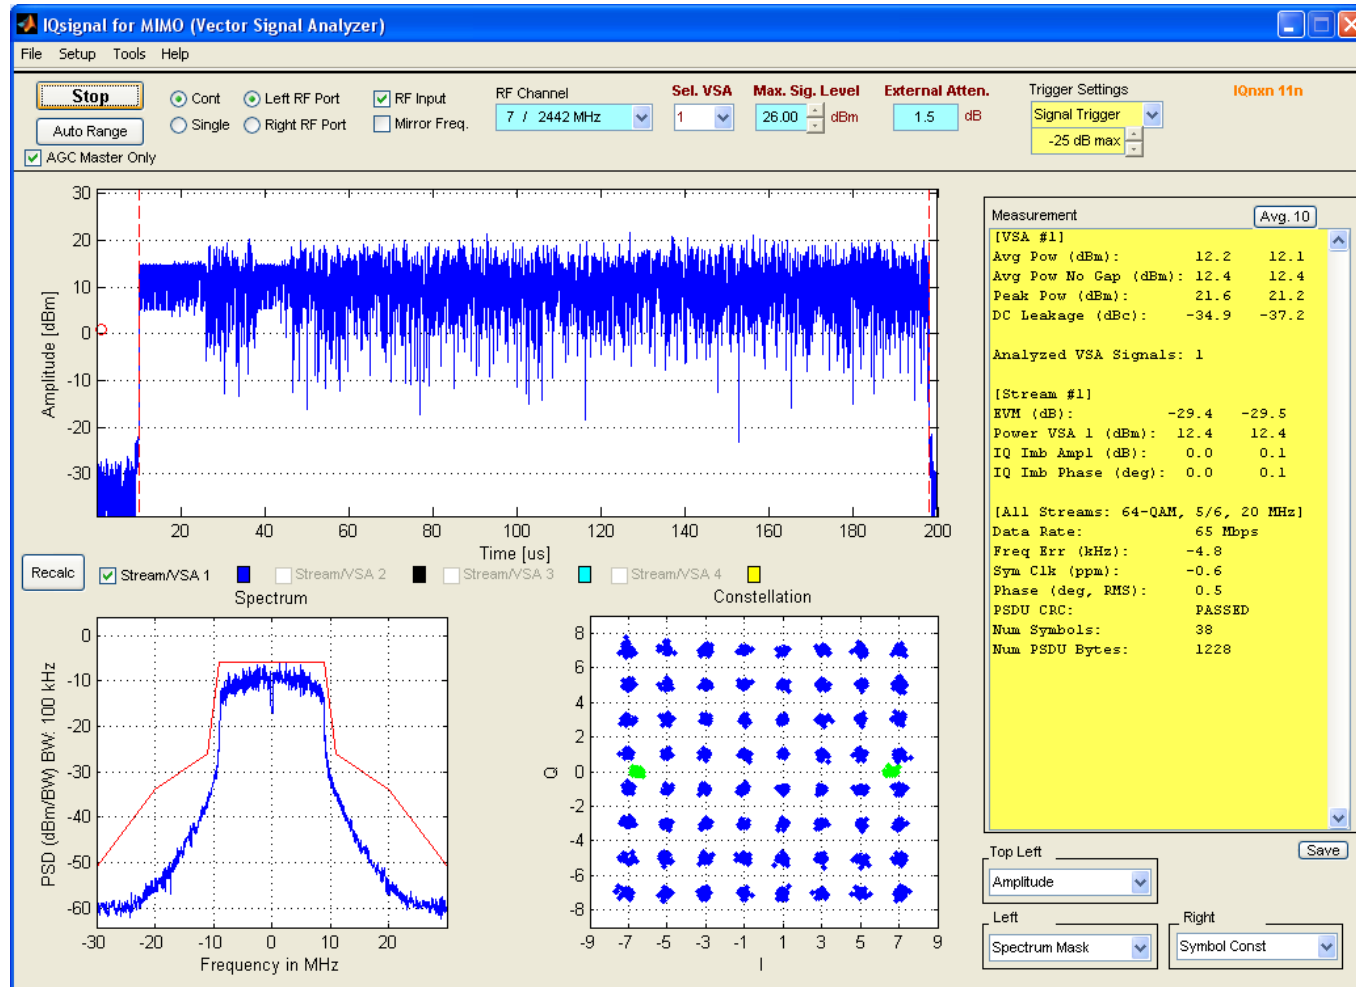 IQsignal for MIMO (Vector Signal Analyzer)
File Setup Tools Help
Stop
Auto Range
AGC Master Only
Cont
Single
Left RF Port
Right RF Port
RF Input
Mirror Freq.
RF Channel
7 / 2442 MHz
Sel. VSA
1
Max. Sig. Level
26.00 dBm
External Atten.
1.5 dB
Trigger Settings
Signal Trigger
-25 dB max
IQnxn 11n
30
20
10
0
-10
-20
-30
Amplitude [dBm]
20 40 60 80 100 120 140 160 180 200
Time [us]
Recalc
Stream/VSA 1 Stream/VSA 2 Stream/VSA 3 Stream/VSA 4
Spectrum
0
-10
-20
-30
-40
-50
-60
PSD (dBm/BW) BW: 100 kHz
-30 -20 -10 0 10 20
Frequency in MHz
Constellation
8
6
4
2
0
-2
-4
-6
-8
Q
-9 -7 -5 -3 -1 1 3 5 7 9
I
Measurement
Avg. 10
[VSA #1]
Avg Pow (dBm): 12.2 12.1
Avg Pow No Gap (dBm): 12.4 12.4
Peak Pow (dBm): 21.6 21.2
DC Leakage (dBc): -34.9 -37.2
Analyzed VSA Signals: 1
[Stream #1]
EVM (dB): -29.4 -29.5
Power VSA 1 (dBm): 12.4 12.4
IQ Imb Ampl (dB): 0.0 0.1
IQ Imb Phase (deg): 0.0 0.1
[All Streams: 64-QAM, 5/6, 20 MHz]
Data Rate: 65 Mbps
Freq Err (kHz): -4.8
Sym Clk (ppm): -0.6
Phase (deg, RMS): 0.5
PSDU CRC: PASSED
Num Symbols: 38
Num PSDU Bytes: 1228
Save
Top Left
Amplitude
Left
Spectrum Mask
Right
Symbol Const